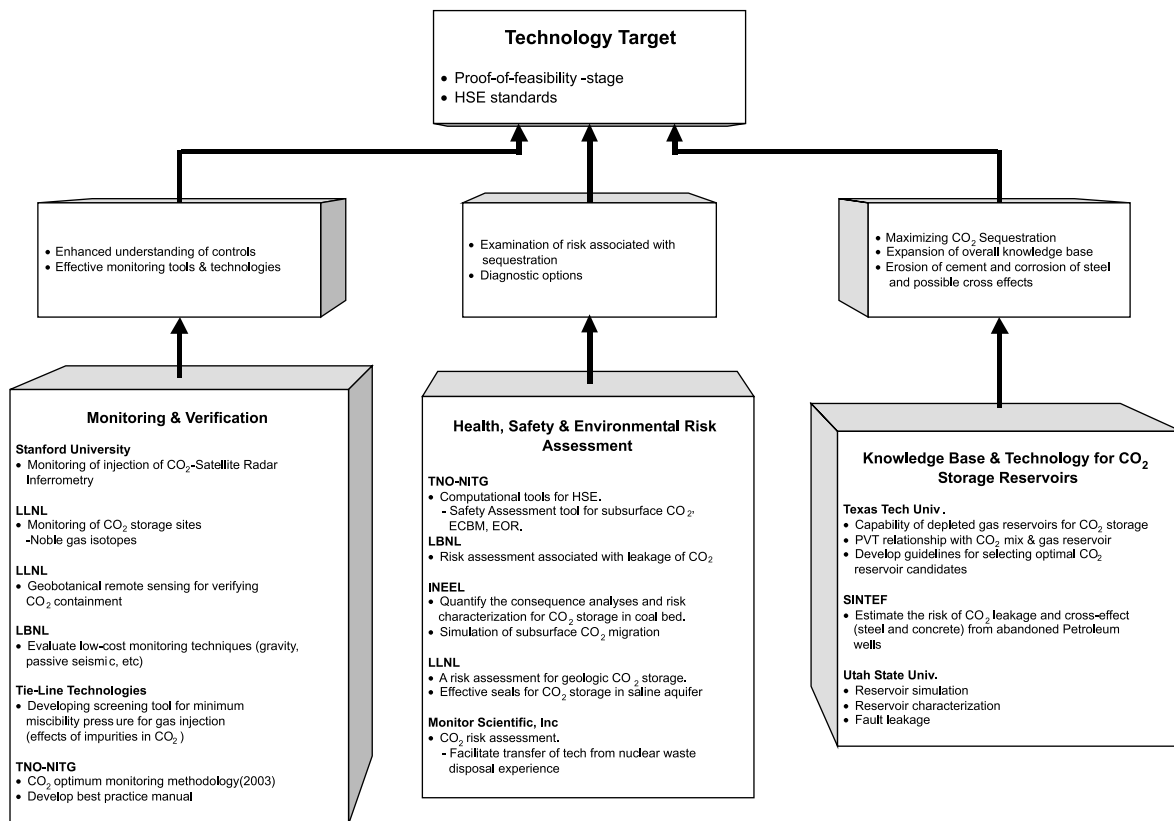 Technology Target
• Proof-of-feasibility -stage
• HSE standards
• Enhanced understanding of controls
• Effective monitoring tools & technologies
• Examination of risk associated with
sequestration
• Diagnostic options
• Maximizing CO2 Sequestration
• Expansion of overall knowledge base
• Erosion of cement and corrosion of steel
and possible cross effects
Monitoring & Verification
Stanford University
• Monitoring of injection of CO2-Satellite Radar
Inferrometry
LLNL
• Monitoring of CO2 storage sites
-Noble gas isotopes
LLNL
• Geobotanical remote sensing for verifying
CO2 containment
LBNL
• Evaluate low-cost monitoring techniques (gravity,
passive seismic, etc)
Tie-Line Technologies
• Developing screening tool for minimum
miscibility pressure for gas injection
(effects of impurities in CO2)
TNO-NITG
• CO2 optimum monitoring methodology(2003)
• Develop best practice manual
Health, Safety & Environmental Risk
Assessment
TNO-NITG
• Computational tools for HSE.
- Safety Assessment tool for subsurface CO2,
ECBM, EOR.
LBNL
• Risk assessment associated with leakage of CO2
INEEL
• Quantify the consequence analyses and risk
characterization for CO2 storage in coal bed.
• Simulation of subsurface CO2 migration
LLNL
• A risk assessment for geologic CO2 storage.
• Effective seals for CO2 storage in saline aquifer
Monitor Scientific, Inc
• CO2 risk assessment.
- Facilitate transfer of tech from nuclear waste
disposal experience
Knowledge Base & Technology for CO2
Storage Reservoirs
Texas Tech Univ.
• Capability of depleted gas reservoirs for CO2 storage
• PVT relationship with CO2 mix & gas reservoir
• Develop guidelines for selecting optimal CO2
reservoir candidates
SINTEF
• Estimate the risk of CO2 leakage and cross-effect
(steel and concrete) from abandoned Petroleum
wells
Utah State Univ.
• Reservoir simulation
• Reservoir characterization
• Fault leakage